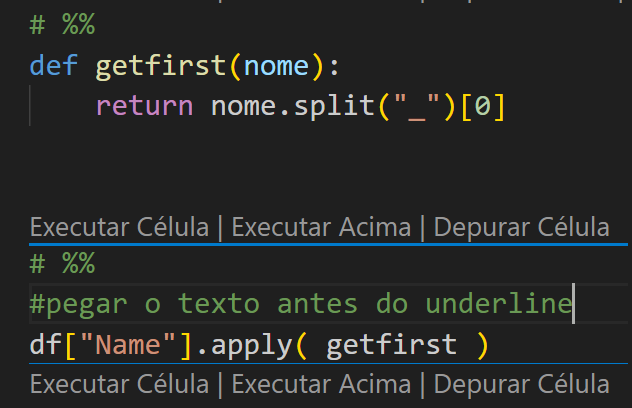 # %%
def getfirst(nome):
    return nome.split("_")[0]
Executar Célula | Executar Acima | Depurar Célula
# %%
#pegar o texto antes do underline
df["Name"].apply( getfirst )
Executar Célula | Executar Acima | Depurar Célula